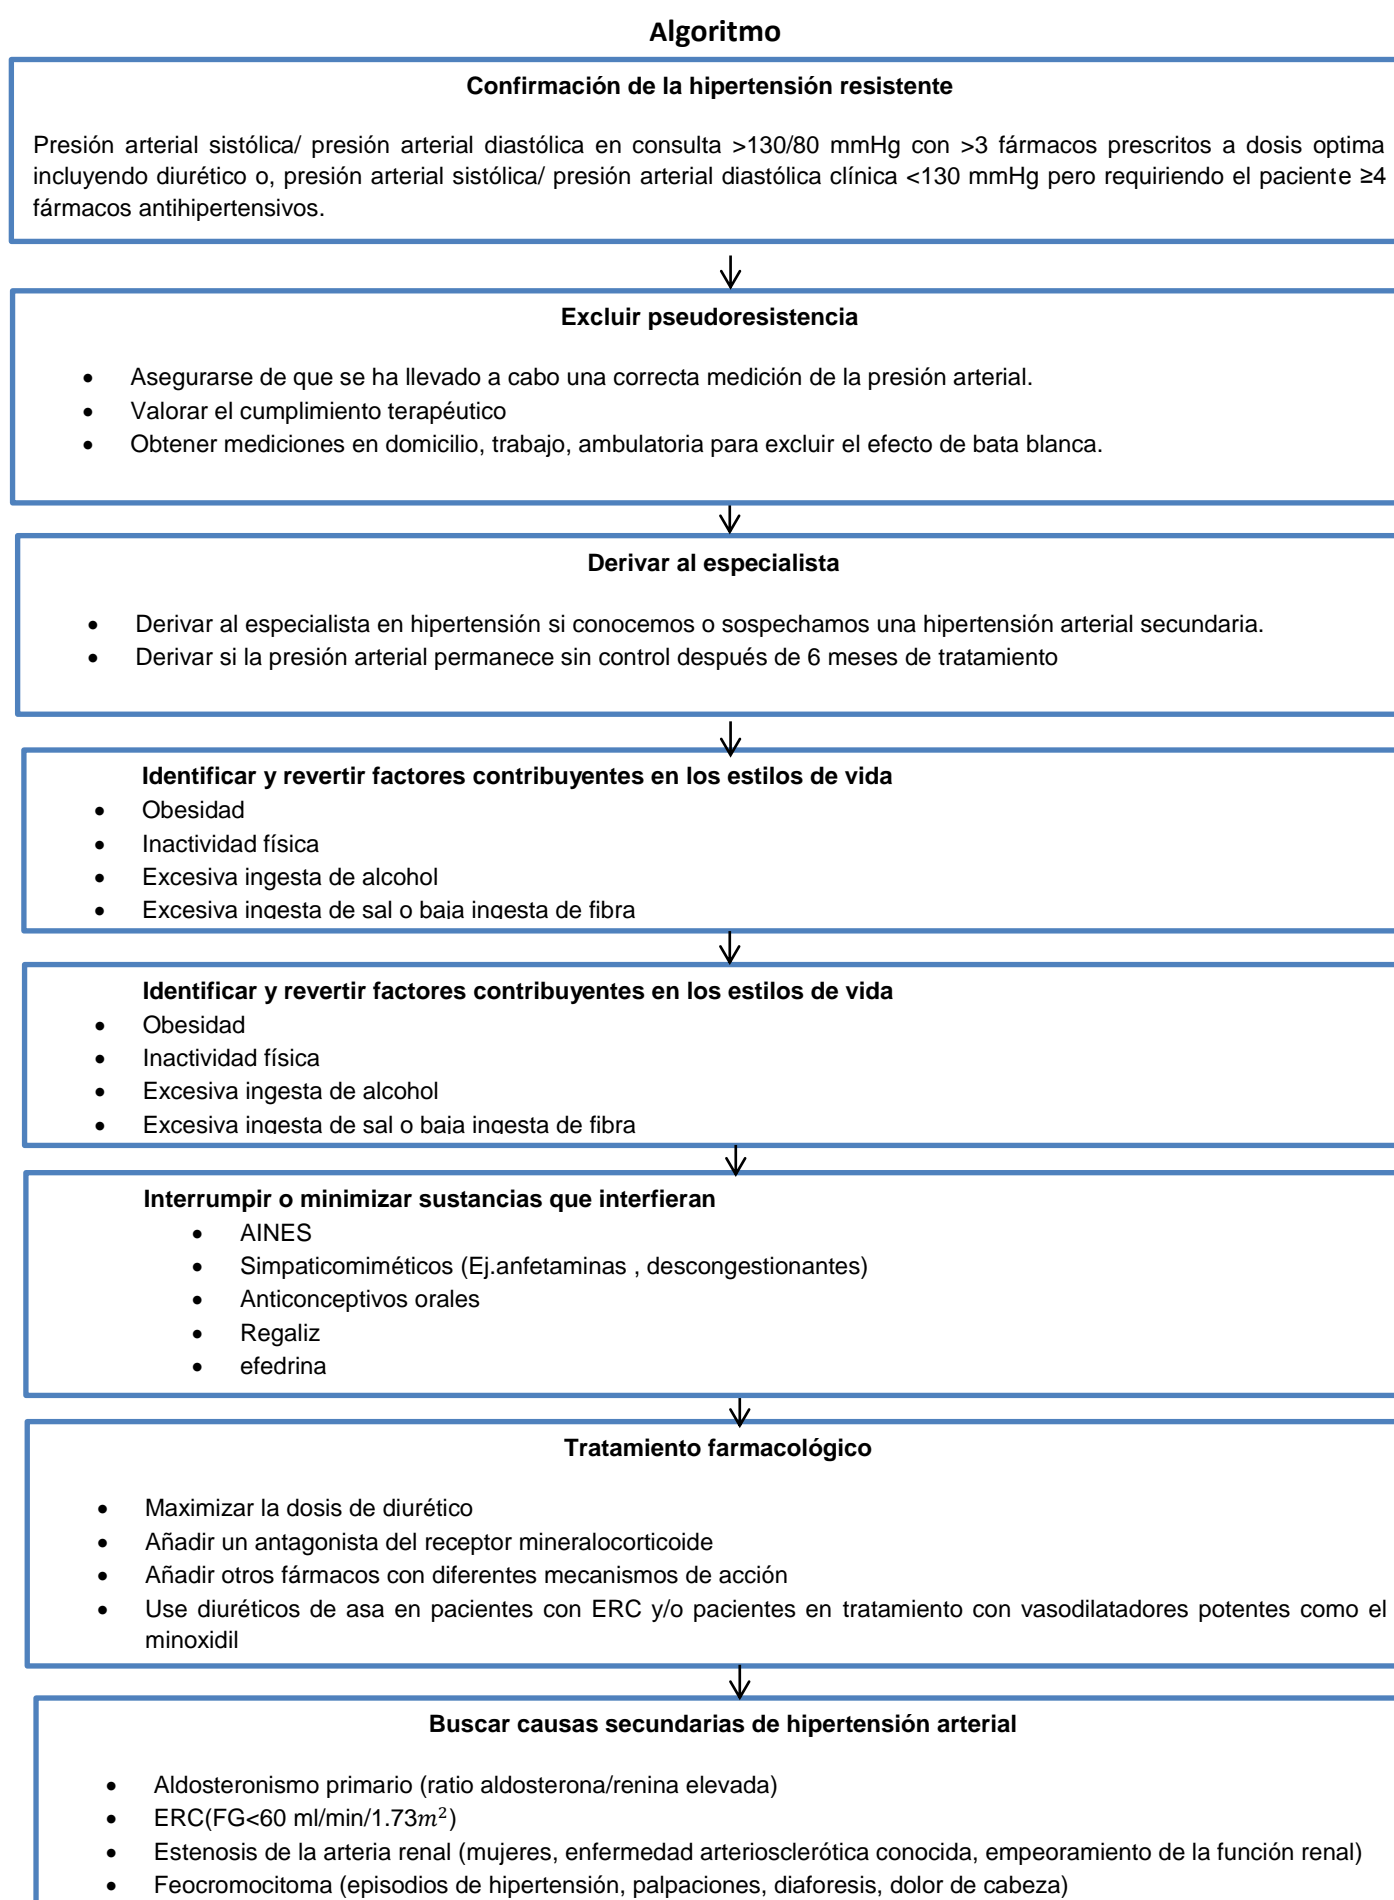 Algoritmo
Confirmación de la hipertensión resistente
Presión arterial sistólica/ presión arterial diastólica en consulta >130/80 mmHg con >3 fármacos prescritos a dosis optima
incluyendo diurético o, presión arterial sistólica/ presión arterial diastólica clínica <130 mmHg pero requiriendo el paciente ≥4
fármacos antihipertensivos.
Excluir pseudoresistencia
• Asegurarse de que se ha llevado a cabo una correcta medición de la presión arterial.
• Valorar el cumplimiento terapéutico
• Obtener mediciones en domicilio, trabajo, ambulatoria para excluir el efecto de bata blanca.
Derivar al especialista
• Derivar al especialista en hipertensión si conocemos o sospechamos una hipertensión arterial secundaria.
• Derivar si la presión arterial permanece sin control después de 6 meses de tratamiento
Identificar y revertir factores contribuyentes en los estilos de vida
• Obesidad
• Inactividad física
• Excesiva ingesta de alcohol
• Excesiva ingesta de sal o baja ingesta de fibra
Identificar y revertir factores contribuyentes en los estilos de vida
• Obesidad
• Inactividad física
• Excesiva ingesta de alcohol
• Excesiva ingesta de sal o baja ingesta de fibra
Interrumpir o minimizar sustancias que interfieran
• AINES
• Simpaticomiméticos (Ej.anfetaminas , descongestionantes)
• Anticonceptivos orales
• Regaliz
• efedrina
Tratamiento farmacológico
• Maximizar la dosis de diurético
• Añadir un antagonista del receptor mineralocorticoide
• Añadir otros fármacos con diferentes mecanismos de acción
• Use diuréticos de asa en pacientes con ERC y/o pacientes en tratamiento con vasodilatadores potentes como el
minoxidil
Buscar causas secundarias de hipertensión arterial
• Aldosteronismo primario (ratio aldosterona/renina elevada)
• ERC(FG<60 ml/min/1.73m²)
• Estenosis de la arteria renal (mujeres, enfermedad arteriosclerótica conocida, empeoramiento de la función renal)
• Feocromocitoma (episodios de hipertensión, palpaciones, diaforesis, dolor de cabeza)